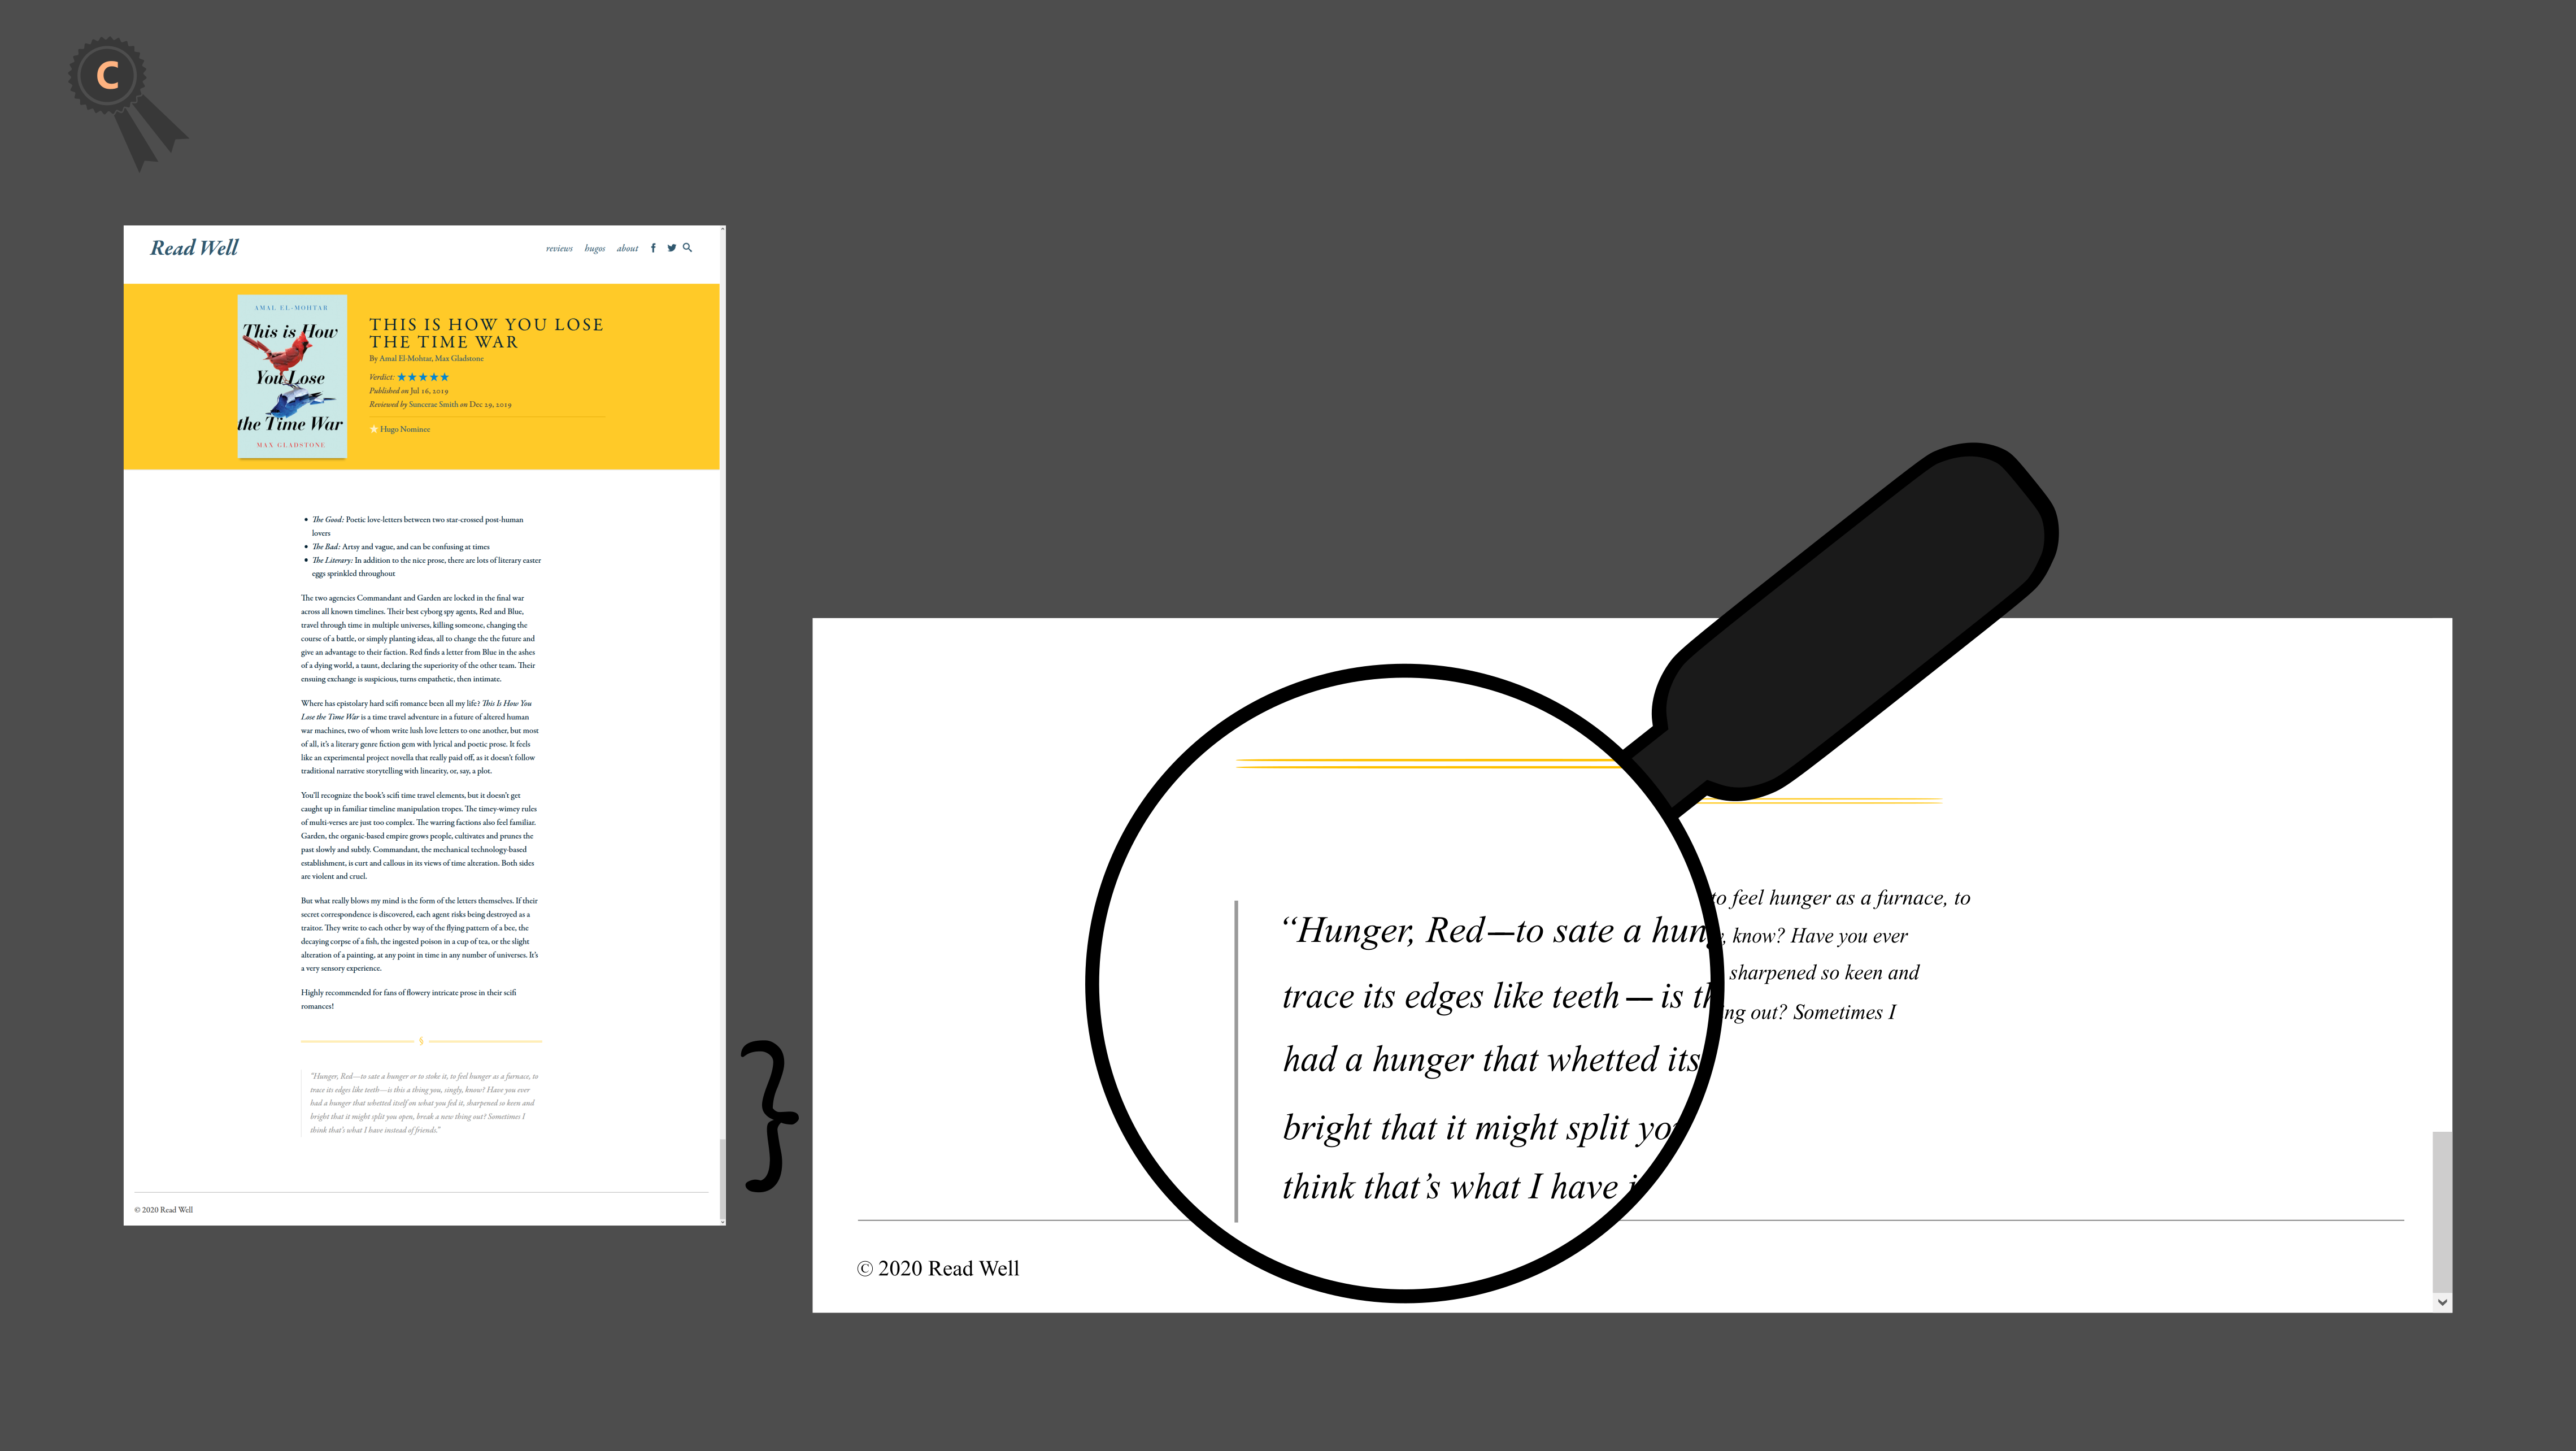 C
Read Well
reviews hugos about
AMAL EL-MOHTAR
This is How
You Lose
the Time War
MAX GLADSTONE
THIS IS HOW YOU LOSE
THE TIME WAR
By Amal El-Mohtar, Max Gladstone
Verdict: ★★★★★
Published on Jul 16, 2019
Reviewed by Suncerae Smith on Dec 29, 2019
★ Hugo Nominee
• The Good: Poetic love-letters between two star-crossed post-human
lovers
• The Bad: Artsy and vague, and can be confusing at times
• The Literary: In addition to the nice prose, there are lots of literary easter
eggs sprinkled throughout
The two agencies Commandant and Garden are locked in the final war
across all known timelines. Their best cyborg spy agents, Red and Blue,
travel through time in multiple universes, killing someone, changing the
course of a battle, or simply planting ideas, all to change the the future and
give an advantage to their faction. Red finds a letter from Blue in the ashes
of a dying world, a taunt, declaring the superiority of the other team. Their
ensuing exchange is suspicious, turns empathetic, then intimate.
Where has epistolary hard scifi romance been all my life? This Is How You
Lose the Time War is a time travel adventure in a future of altered human
war machines, two of whom write lush love letters to one another, but most
of all, it's a literary genre fiction gem with lyrical and poetic prose. It feels
like an experimental project novella that really paid off, as it doesn't follow
traditional narrative storytelling with linearity, or, say, a plot.
You'll recognize the book's scifi time travel elements, but it doesn't get
caught up in familiar timeline manipulation tropes. The timey-wimey rules
of multi-verses are just too complex. The warring factions also feel familiar.
Garden, the organic-based empire grows people, cultivates and prunes the
past slowly and subtly. Commandant, the mechanical technology-based
establishment, is curt and callous in its views of time alteration. Both sides
are violent and cruel.
But what really blows my mind is the form of the letters themselves. If their
secret correspondence is discovered, each agent risks being destroyed as a
traitor. They write to each other by way of the flying pattern of a bee, the
decaying corpse of a fish, the ingested poison in a cup of tea, or the slight
alteration of a painting, at any point in time in any number of universes. It's
a very sensory experience.
Highly recommended for fans of flowery intricate prose in their scifi
romances!
"Hunger, Red—to sate a hunger or to stoke it, to feel hunger as a furnace, to
trace its edges like teeth—is this a thing you, singly, know? Have you ever
had a hunger that whetted itself on what you fed it, sharpened so keen and
bright that it might split you open, break a new thing out? Sometimes I
think that's what I have instead of friends."
© 2020 Read Well
}
“Hunger, Red—to sate a hung
trace its edges like teeth — is th
had a hunger that whetted its
bright that it might split you
think that’s what I have i
to feel hunger as a furnace, to
, know? Have you ever
sharpened so keen and
ng out? Sometimes I
© 2020 Read Well